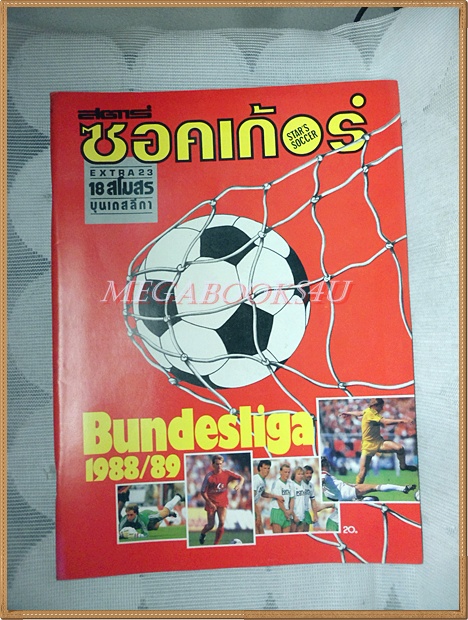 สตาร์
ซอคเก้อร์
STAR'S
SOCCER
EXTRA 23
18 สโมสร
บุนเดสลีกา
MEGABOOKS4U
Bundesliga
1988/89